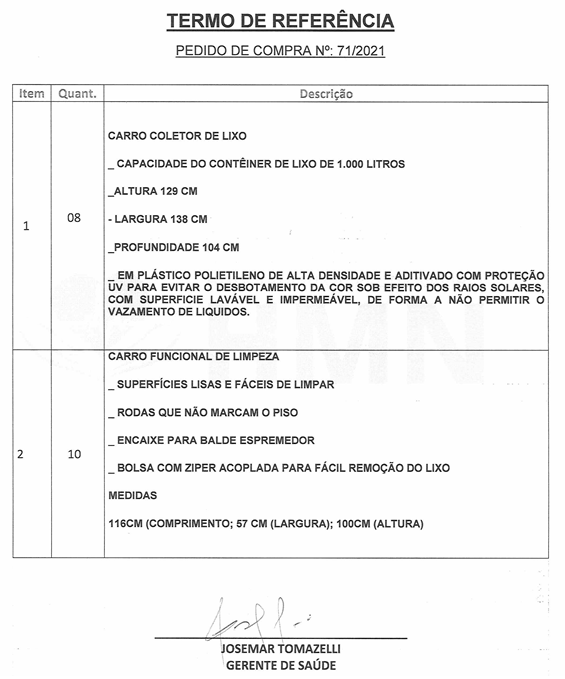 TERMO DE REFERÊNCIA
PEDIDO DE COMPRA Nº: 71/2021
Item Quant. Descrição
1 08
CARRO COLETOR DE LIXO
_ CAPACIDADE DO CONTÊINER DE LIXO DE 1.000 LITROS
_ALTURA 129 CM
- LARGURA 138 CM
_PROFUNDIDADE 104 CM
_ EM PLÁSTICO POLIETILENO DE ALTA DENSIDADE E ADITIVADO COM PROTEÇÃO
UV PARA EVITAR O DESBOTAMENTO DA COR SOB EFEITO DOS RAIOS SOLARES,
COM SUPERFICIE LAVÁVEL E IMPERMEÁVEL, DE FORMA A NÃO PERMITIR O
VAZAMENTO DE LIQUIDOS.
2 10
CARRO FUNCIONAL DE LIMPEZA
_ SUPERFÍCIES LISAS E FÁCEIS DE LIMPAR
_ RODAS QUE NÃO MARCAM O PISO
_ ENCAIXE PARA BALDE ESPREMEDOR
_ BOLSA COM ZIPER ACOPLADA PARA FÁCIL REMOÇÃO DO LIXO
MEDIDAS
116CM (COMPRIMENTO; 57 CM (LARGURA); 100CM (ALTURA)
JOSEMAR TOMAZELLI
GERENTE DE SAÚDE